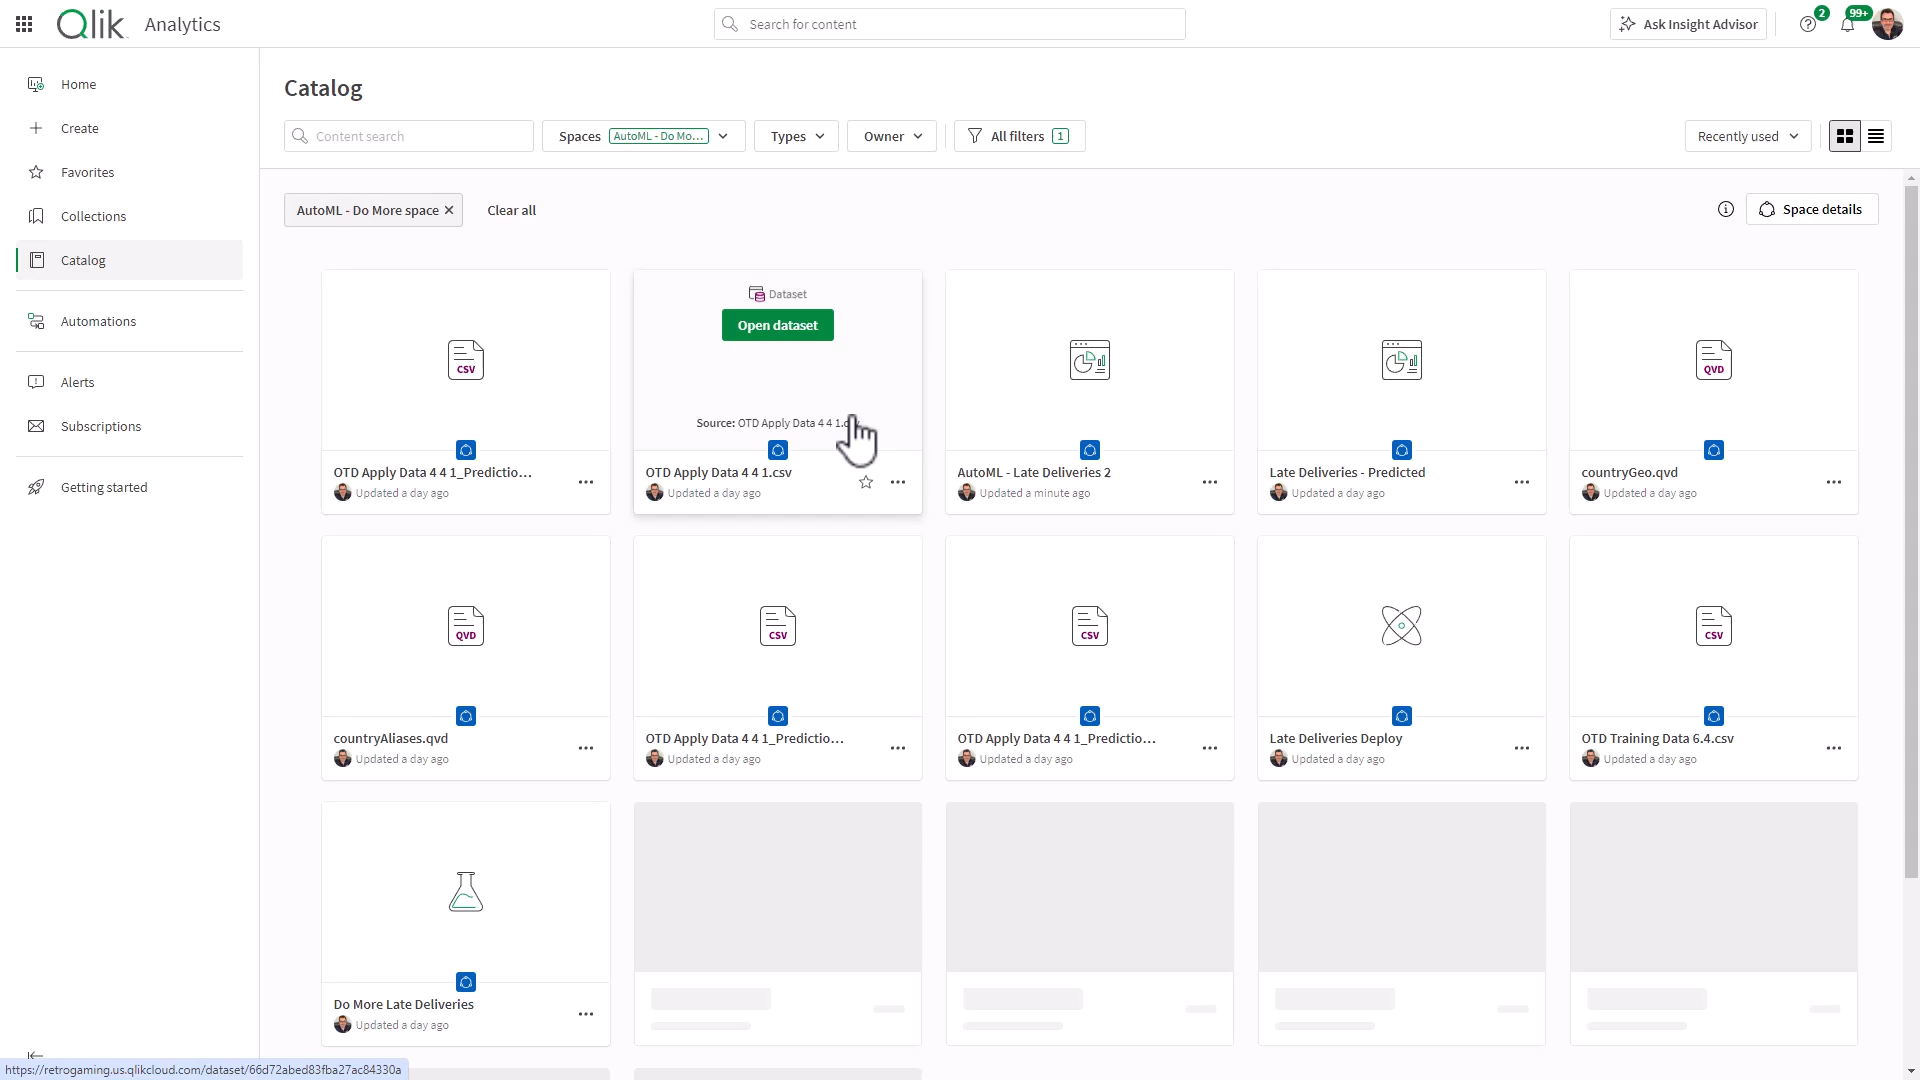 Qlik
Analytics
Search for content
Ask Insight Advisor
2
99+
Home
Create
Favorites
Collections
Catalog
Automations
Alerts
Subscriptions
Getting started
Catalog
Content search
Spaces AutoML - Do Mo...
Types
Owner
All filters 1
Recently used
AutoML - Do More space
Clear all
Space details
CSV
Dataset
Open dataset
Source: OTD Apply Data 4 4 1.
QVD
OTD Apply Data 4 4 1_Predictio...
Updated a day ago
OTD Apply Data 4 4 1.csv
Updated a day ago
AutoML - Late Deliveries 2
Updated a minute ago
Late Deliveries - Predicted
Updated a day ago
countryGeo.qvd
Updated a day ago
QVD
CSV
CSV
CSV
countryAliases.qvd
Updated a day ago
OTD Apply Data 4 4 1_Predictio...
Updated a day ago
OTD Apply Data 4 4 1_Predictio...
Updated a day ago
Late Deliveries Deploy
Updated a day ago
OTD Training Data 6.4.csv
Updated a day ago
Do More Late Deliveries
Updated a day ago
https://retrogaming.us.qlikcloud.com/dataset/66d72abed83fba27ac84330a